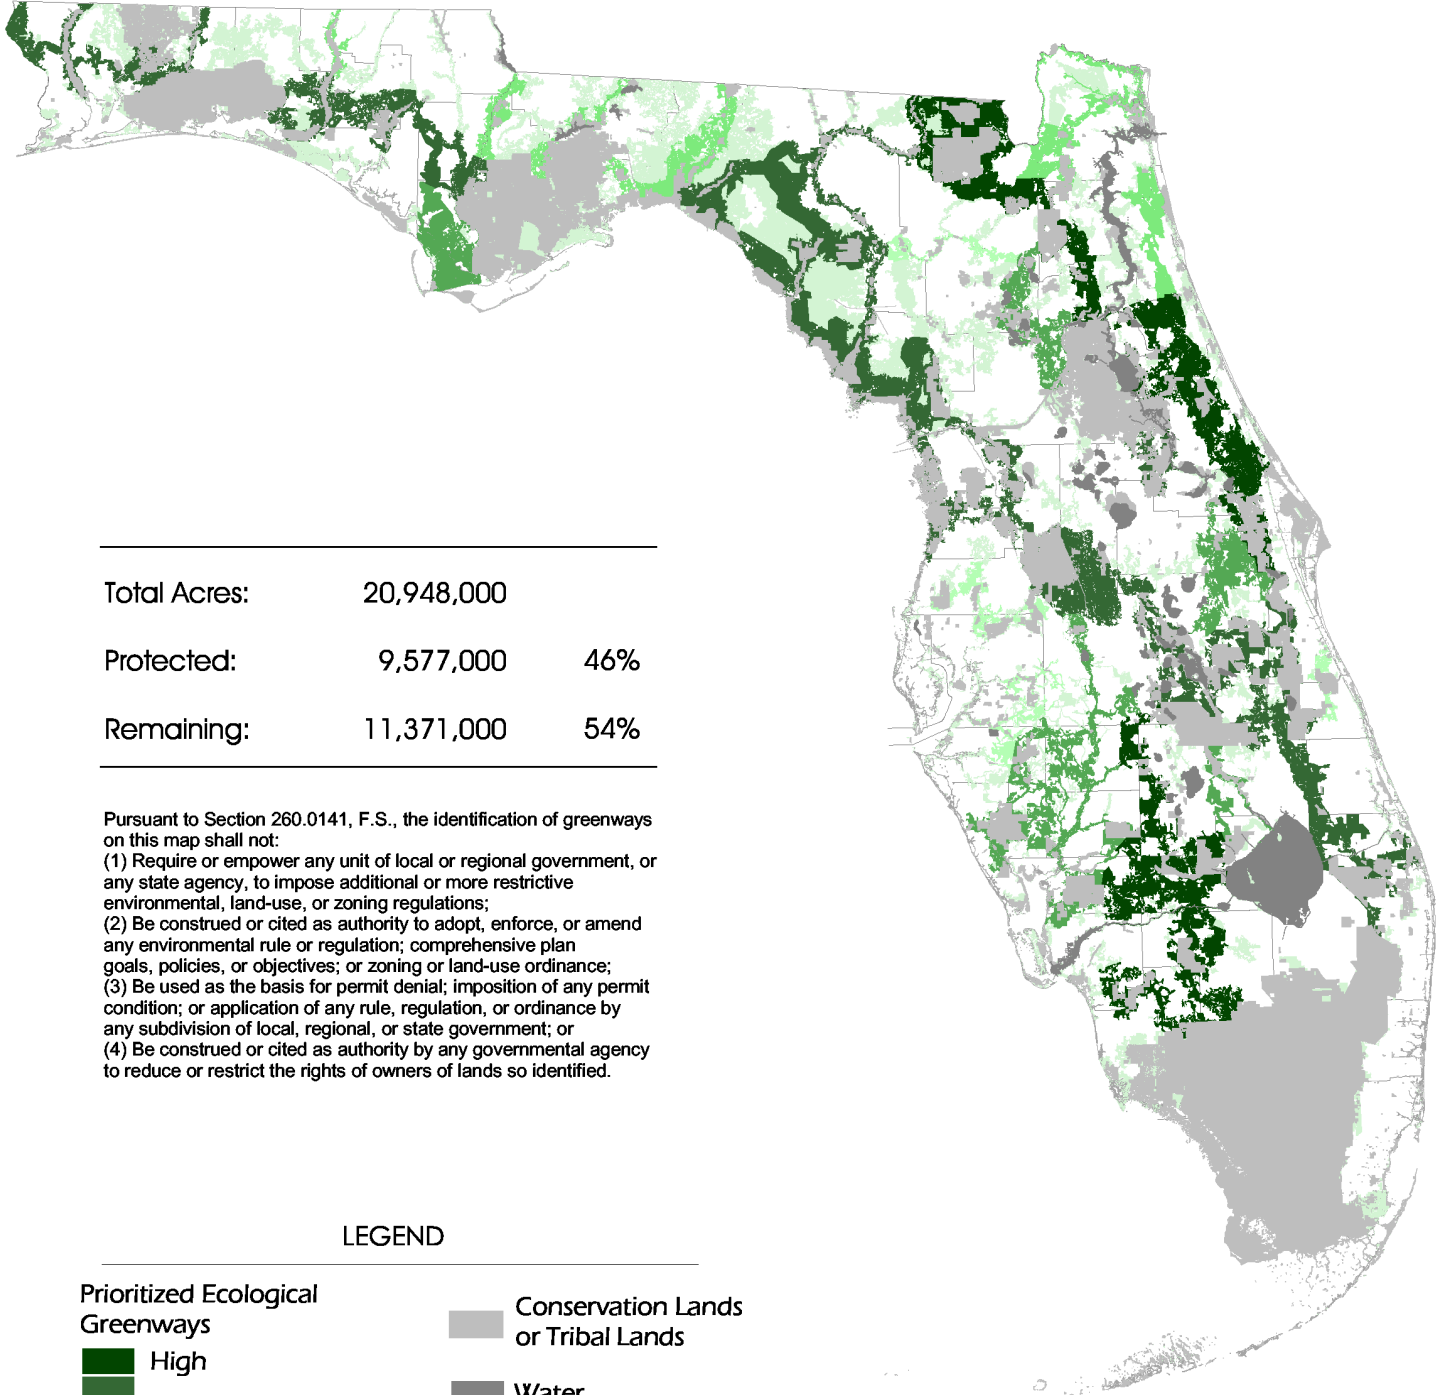 Total Acres: 20,948,000
Protected: 9,577,000 46%
Remaining: 11,371,000 54%
Pursuant to Section 260.0141, F.S., the identification of greenways
on this map shall not:
(1) Require or empower any unit of local or regional government, or
any state agency, to impose additional or more restrictive
environmental, land-use, or zoning regulations;
(2) Be construed or cited as authority to adopt, enforce, or amend
any environmental rule or regulation; comprehensive plan
goals, policies, or objectives; or zoning or land-use ordinance;
(3) Be used as the basis for permit denial; imposition of any permit
condition; or application of any rule, regulation, or ordinance by
any subdivision of local, regional, or state government; or
(4) Be construed or cited as authority by any governmental agency
to reduce or restrict the rights of owners of lands so identified.
LEGEND
Prioritized Ecological
Greenways
High
Conservation Lands
or Tribal Lands
Water